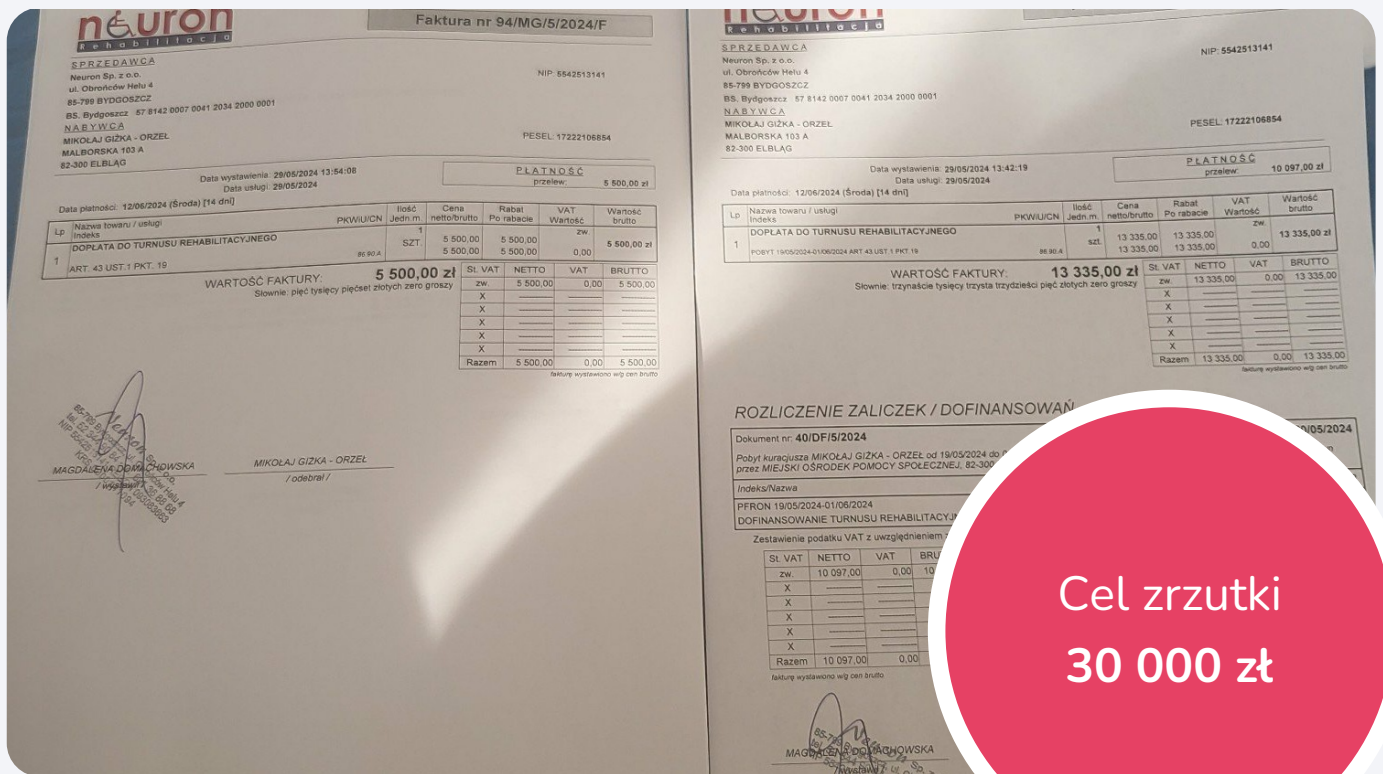 neuron
Rehabilitacja
Faktura nr 94/MG/5/2024/F
SPRZEDAWCA
Neuron Sp. z o.o.
NIP: 5542513141
ul. Obrońców Helu 4
85-799 BYDGOSZCZ
BS. Bydgoszcz 57 8142 0007 0041 2034 2000 0001
NABYWCA
MIKOŁAJ GIŻKA - ORZEŁ
PESEL: 17222106854
MALBORSKA 103 A
82-300 ELBLĄG
Data wystawienia: 29/05/2024 13:54:08
Data usługi: 29/05/2024
PŁATNOŚĆ
przelew: 5 500,00 zł
Data płatności: 12/06/2024 (Środa) [14 dni]
Lp Nazwa towaru / usługi Indeks PKWiU/CN Ilość Jedn.m. Cena netto/brutto Rabat Po rabacie VAT Wartość Wartość brutto
1 DOPŁATA DO TURNUSU REHABILITACYJNEGO 1 5 500,00 5 500,00 zw. 5 500,00 zł
ART. 43 UST.1 PKT. 19 86.90.A SZT. 5 500,00 5 500,00 0,00
WARTOŚĆ FAKTURY: 5 500,00 zł
Słownie: pięć tysięcy pięćset złotych zero groszy
St. VAT NETTO VAT BRUTTO
zw. 5 500,00 0,00 5 500,00
X
X
X
X
X
Razem 5 500,00 0,00 5 500,00
fakturę wystawiono w/g cen brutto
MAGDALENA DOMACHOWSKA
MIKOŁAJ GIŻKA - ORZEŁ
/ odebrał /
neuron
Rehabilitacja
SPRZEDAWCA
Neuron Sp. z o.o.
NIP: 5542513141
ul. Obrońców Helu 4
85-799 BYDGOSZCZ
BS. Bydgoszcz 57 8142 0007 0041 2034 2000 0001
NABYWCA
MIKOŁAJ GIŻKA - ORZEŁ
PESEL: 17222106854
MALBORSKA 103 A
82-300 ELBLĄG
Data wystawienia: 29/05/2024 13:42:19
Data usługi: 29/05/2024
PŁATNOŚĆ
przelew: 10 097,00 zł
Data płatności: 12/06/2024 (Środa) [14 dni]
Lp Nazwa towaru / usługi Indeks PKWiU/CN Ilość Jedn.m. Cena netto/brutto Rabat Po rabacie VAT Wartość Wartość brutto
1 DOPŁATA DO TURNUSU REHABILITACYJNEGO 1 13 335,00 13 335,00 zw. 13 335,00 zł
POBYT 19/05/2024-01/06/2024 ART 43 UST.1 PKT. 19 86.90.A szt. 13 335,00 13 335,00 0,00
WARTOŚĆ FAKTURY: 13 335,00 zł
Słownie: trzynaście tysięcy trzysta trzydzieści pięć złotych zero groszy
St. VAT NETTO VAT BRUTTO
zw. 13 335,00 0,00 13 335,00
X
X
X
X
X
Razem 13 335,00 0,00 13 335,00
fakturę wystawiono w/g cen brutto
ROZLICZENIE ZALICZEK / DOFINANSOWAŃ
Dokument nr: 40/DF/5/2024
Pobyt kuracjusza MIKOŁAJ GIŻKA - ORZEŁ od 19/05/2024 do
przez MIEJSKI OŚRODEK POMOCY SPOŁECZNEJ, 82-300
Indeks/Nazwa
PFRON 19/05/2024-01/06/2024
DOFINANSOWANIE TURNUSU
Zestawienie podatku VAT z uwzględnieniem
St. VAT NETTO VAT
zw. 10 097,00 0,00
X
X
X
X
X
Razem 10 097,00 0,00
fakturę wystawiono w/g cen brutto
MAGDALENA DOMACHOWSKA
Cel zrzutki
30 000 zł